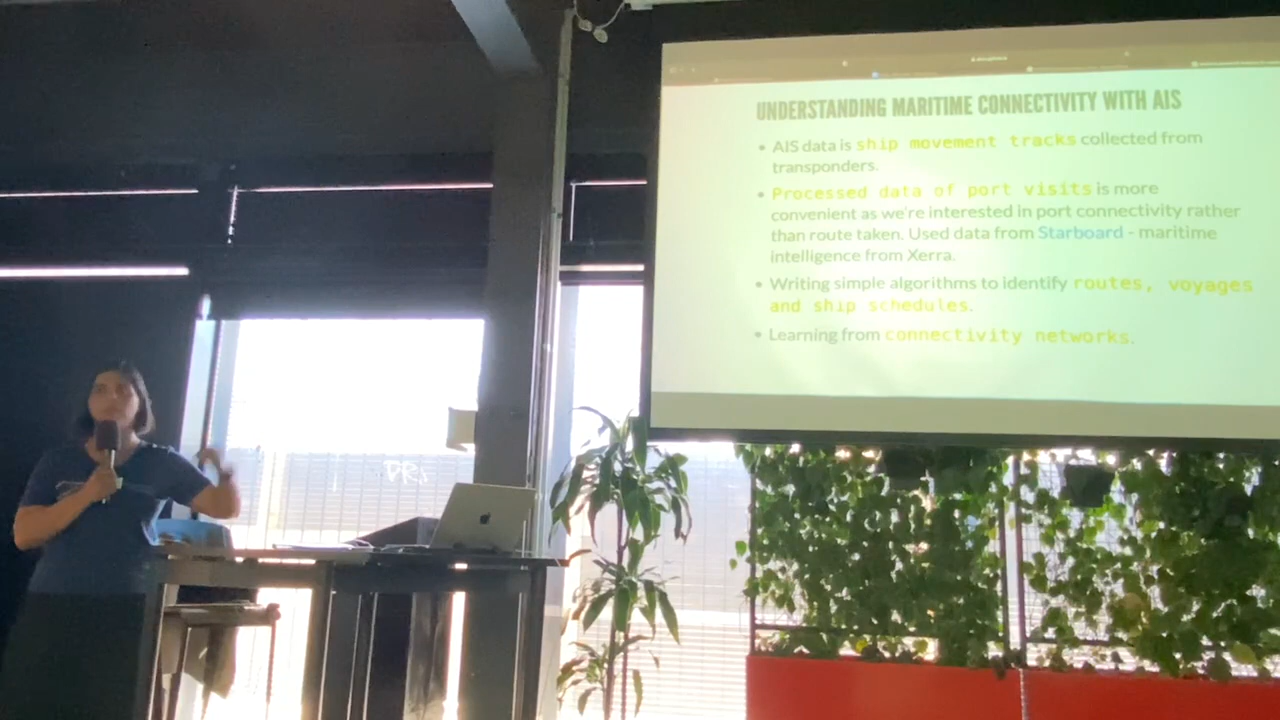 UNDERSTANDING MARITIME CONNECTIVITY WITH AIS
• AIS data is ship movement tracks collected from
transponders.
• Processed data of port visits is more
convenient as we're interested in port connectivity rather
than route taken. Used data from Starboard - maritime
intelligence from Xerra.
• Writing simple algorithms to identify routes, voyages
and ship schedules.
• Learning from connectivity networks.